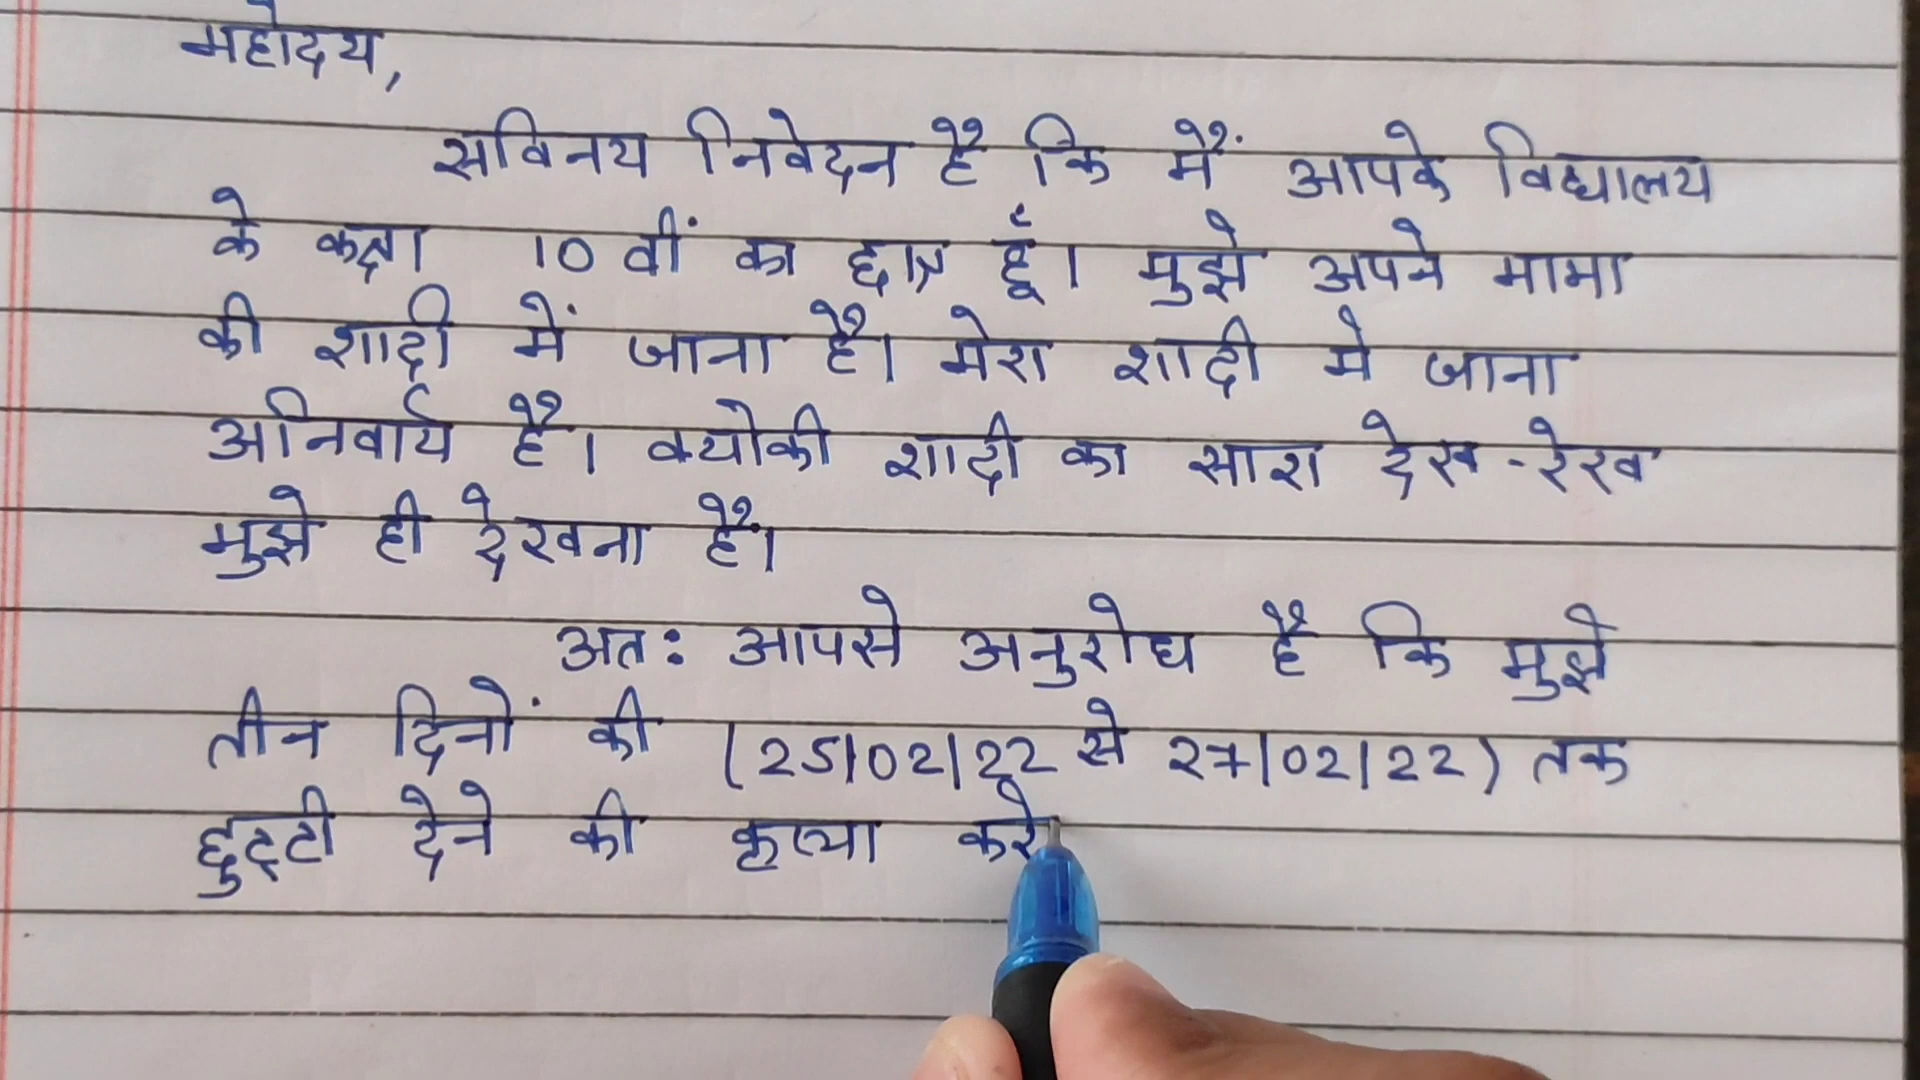 महोदय,
सविनय निवेदन है कि मैं आपके विद्यालय
के कक्षा 10 वीं का छात्र हूँ। मुझे अपने मामा
की शादी में जाना है। मेरा शादी मे जाना
अनिवार्य है। क्योकी शादी का सारा देख-रेख
मुझे ही देखना है।
अतः आपसे अनुरोध है कि मुझे
तीन दिनों की (25/02/22 से 27/02/22) तक
छुट्टी देने की कृप्या करे